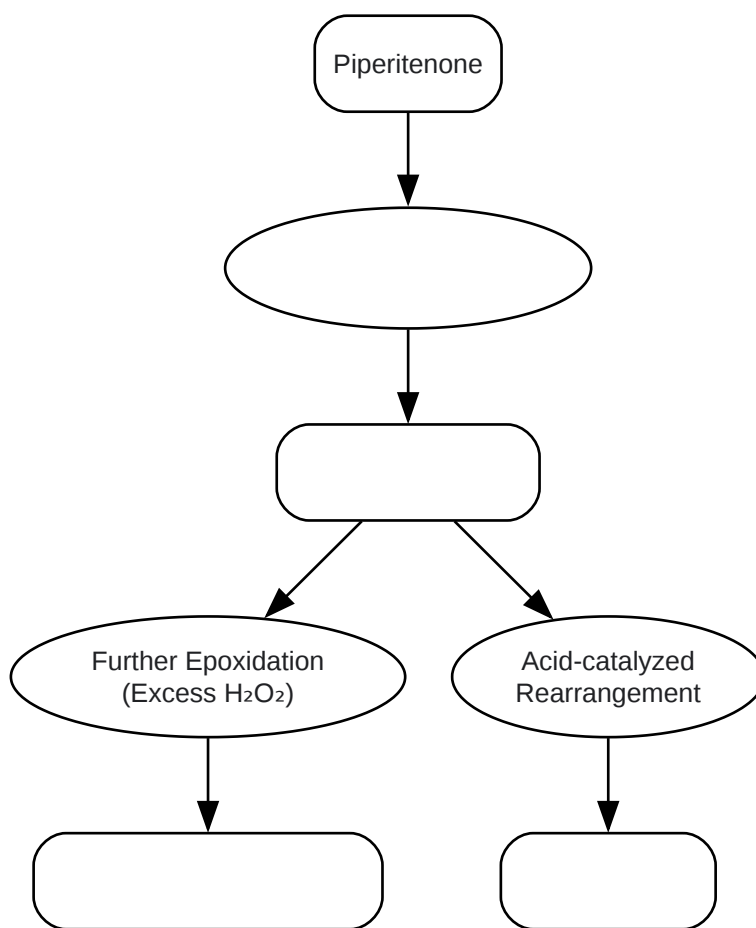 Piperitenone
Further Epoxidation
(Excess H₂O₂)
Acid-catalyzed
Rearrangement